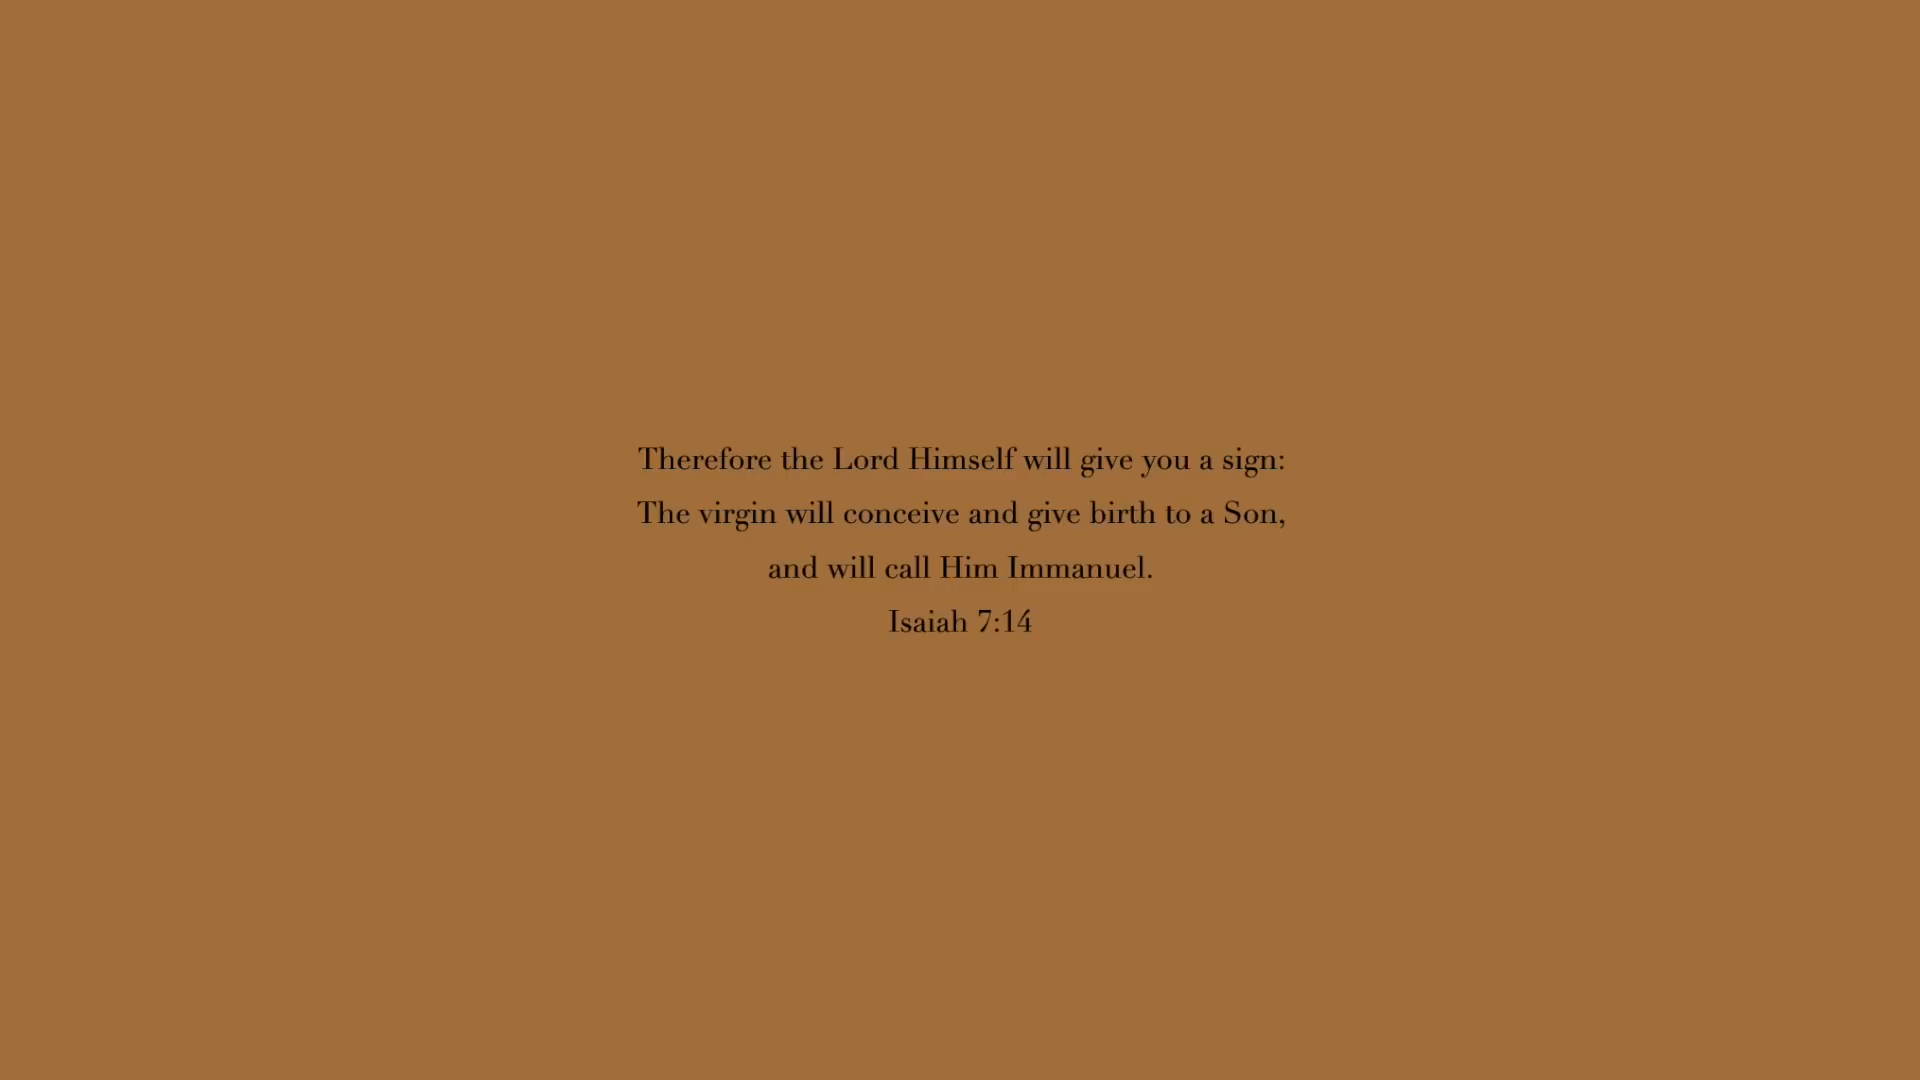 Therefore the Lord Himself will give you a sign:
The virgin will conceive and give birth to a Son,
and will call Him Immanuel.
Isaiah 7:14